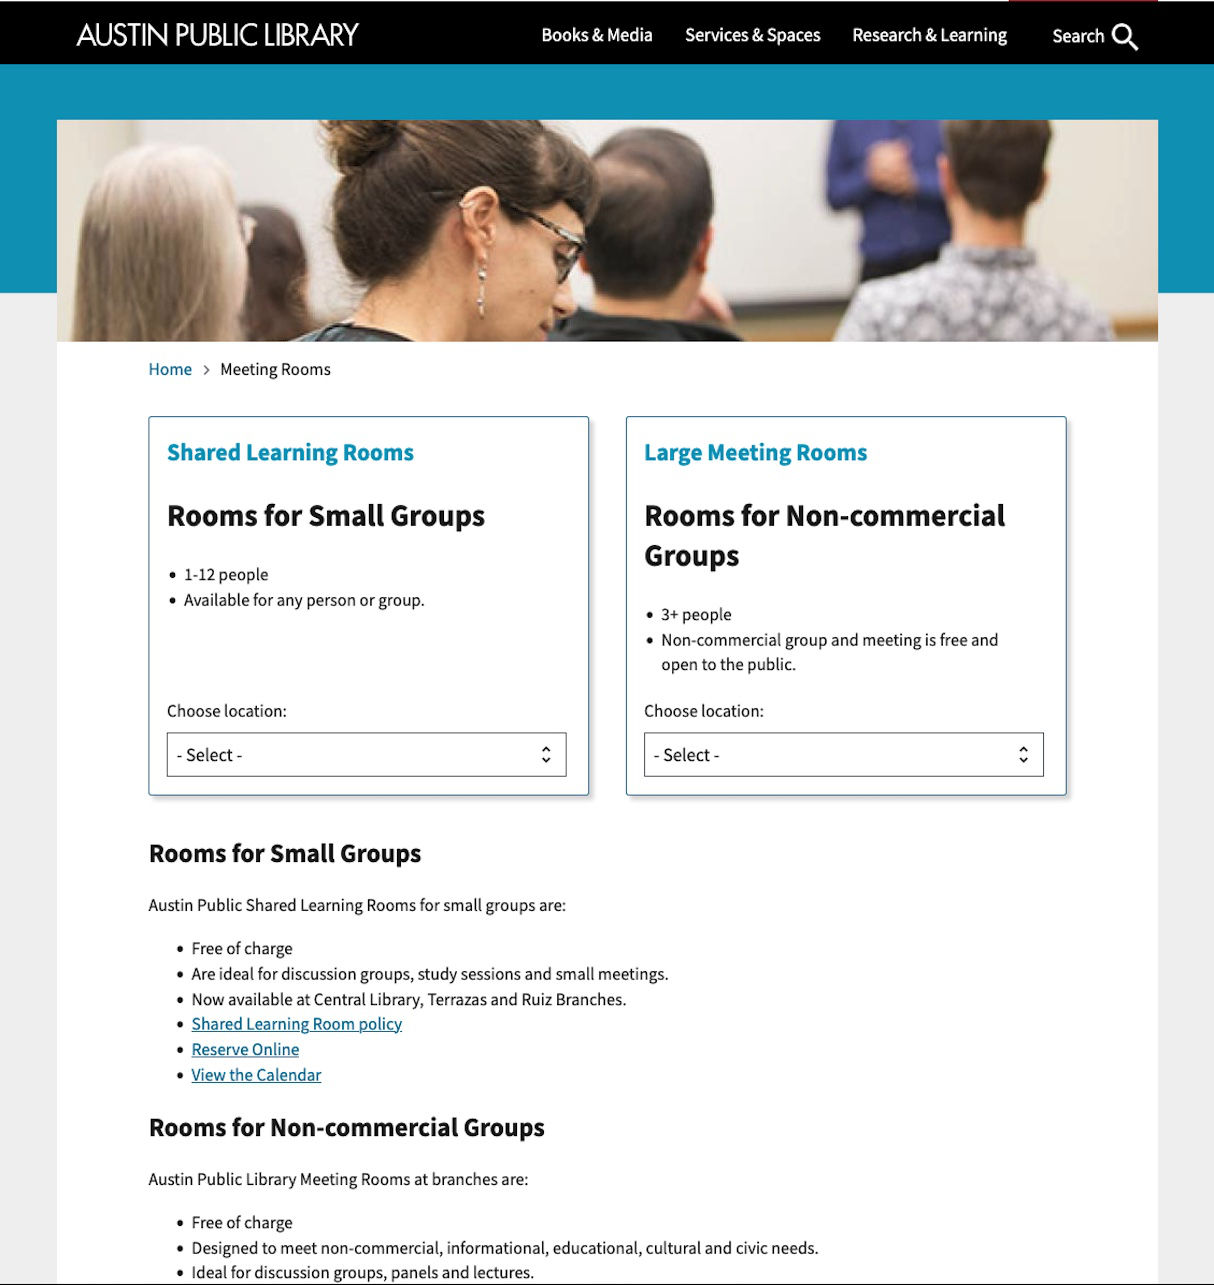 AUSTIN PUBLIC LIBRARY
Books & Media
Services & Spaces
Research & Learning
Search
Home > Meeting Rooms
Shared Learning Rooms
Rooms for Small Groups
• 1-12 people
• Available for any person or group.
Choose location:
- Select -
Large Meeting Rooms
Rooms for Non-commercial
Groups
• 3+ people
• Non-commercial group and meeting is free and
open to the public.
Choose location:
- Select -
Rooms for Small Groups
Austin Public Shared Learning Rooms for small groups are:
• Free of charge
• Are ideal for discussion groups, study sessions and small meetings.
• Now available at Central Library, Terrazas and Ruiz Branches.
• Shared Learning Room policy
• Reserve Online
• View the Calendar
Rooms for Non-commercial Groups
Austin Public Library Meeting Rooms at branches are:
• Free of charge
• Designed to meet non-commercial, informational, educational, cultural and civic needs.
• Ideal for discussion groups, panels and lectures.